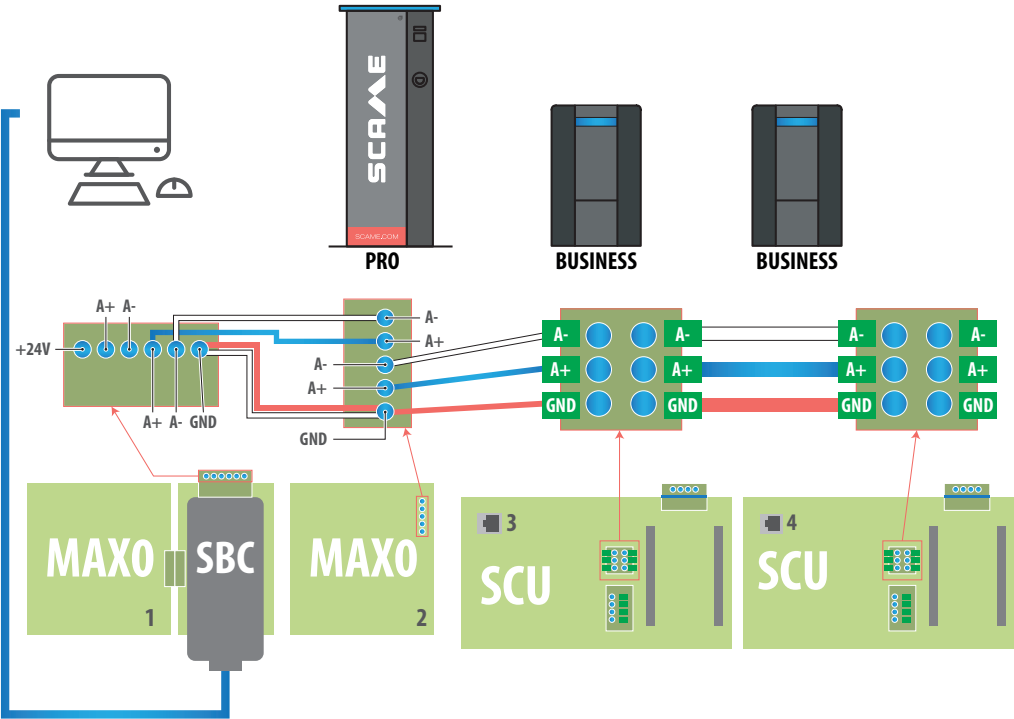 SCAME
SCAME.COM
PRO
BUSINESS
BUSINESS
A+ A-
+24V
A+ A- GND
A-
A+
A-
A+
GND
A- A-
A+ A+
GND GND
A- A-
A+ A+
GND GND
MAX0
1
SBC
MAX0
2
3
SCU
4
SCU